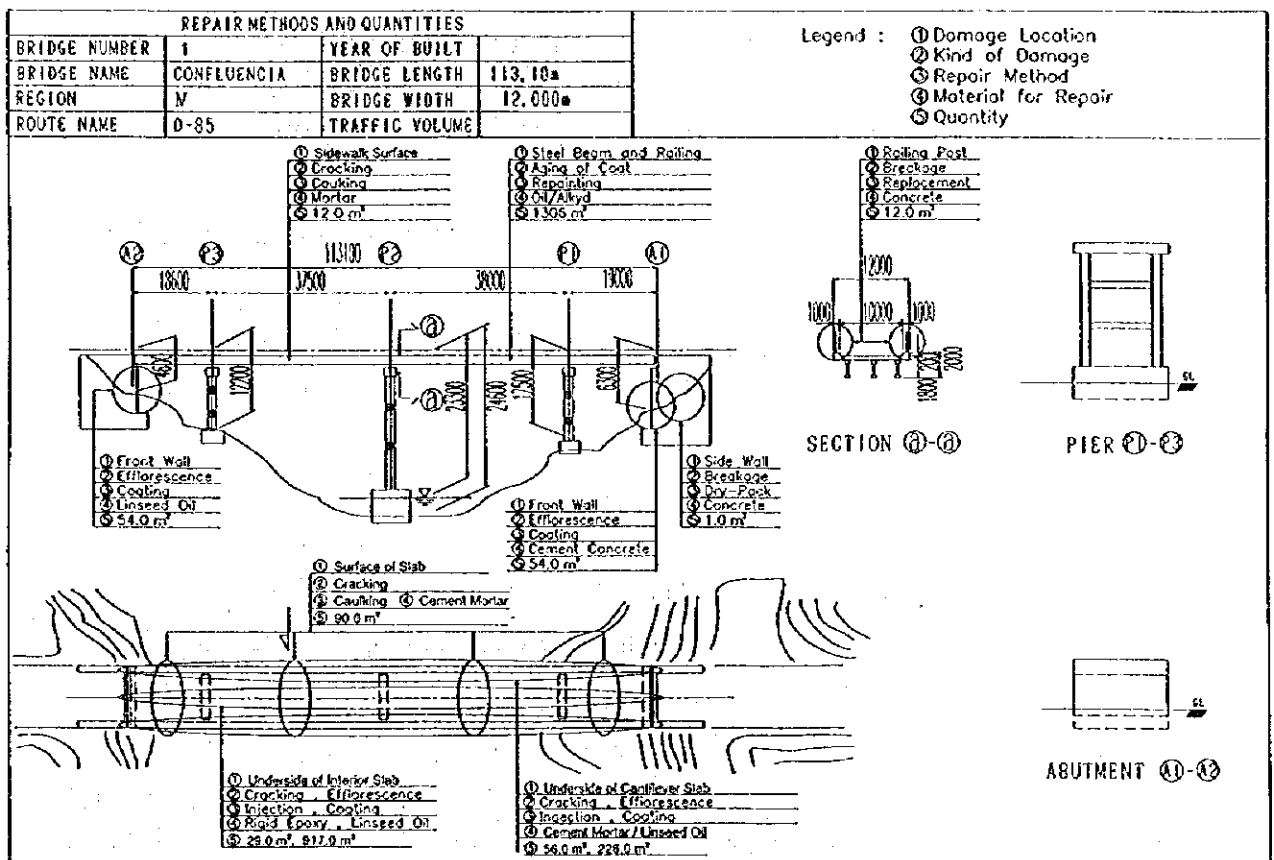 REPAIR METHODS AND QUANTITIES
BRIDGE NUMBER 1 YEAR OF BUILT
BRIDGE NAME CONFLUENCIA BRIDGE LENGTH 113.10m
REGION IV BRIDGE WIDTH 12.000m
ROUTE NAME D-85 TRAFFIC VOLUME
Legend : ① Damage Location
② Kind of Damage
③ Repair Method
④ Material for Repair
⑤ Quantity
① Sidewalk Surface
② Cracking
③ Couking
④ Mortar
⑤ 12.0 m²
① Steel Beam and Railing
② Aging of Coat
③ Repainting
④ Oil/Alkyd
⑤ 1305 m²
① Railing Post
② Breakage
③ Replacement
④ Concrete
⑤ 12.0 m²
A2 P3 113100 P2 P1 A1
18600 37500 38000 19000
4600 12200 23300 24600 17500 6300
ⓐ
ⓐ
12000
1000 10000 1000
1800 200 2000
SECTION ⓐ-ⓐ
GL
PIER P1-P3
① Front Wall
② Efflorescence
③ Coating
④ Linseed Oil
⑤ 54.0 m²
① Front Wall
② Efflorescence
③ Coating
④ Cement Concrete
⑤ 54.0 m²
① Side Wall
② Breakage
③ Dry-Pack
④ Concrete
⑤ 1.0 m²
① Surface of Slab
② Cracking
③ Caulking ④ Cement Mortar
⑤ 90.0 m²
① Underside of Interior Slab
② Cracking , Efflorescence
③ Injection , Coating
④ Rigid Epoxy , Linseed Oil
⑤ 29.0 m², 917.0 m²
① Underside of Cantilever Slab
② Cracking , Efflorescence
③ Ingection , Coating
④ Cement Mortar / Linseed Oil
⑤ 56.0 m², 226.0 m²
GL
ABUTMENT A1-A2